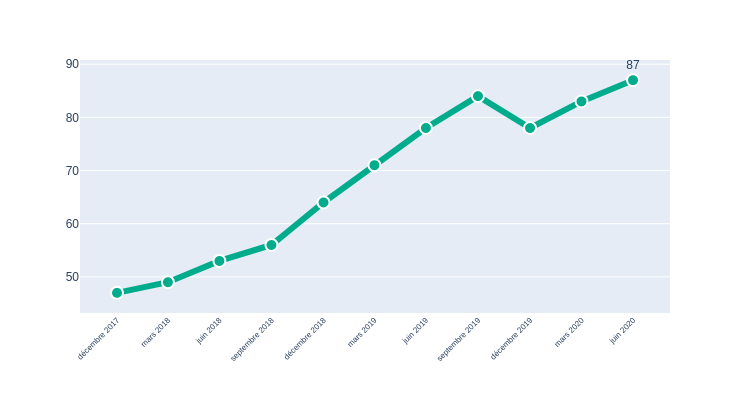 90
80
70
60
50
87
décembre 2017
mars 2018
juin 2018
septembre 2018
décembre 2018
mars 2019
juin 2019
septembre 2019
décembre 2019
mars 2020
juin 2020